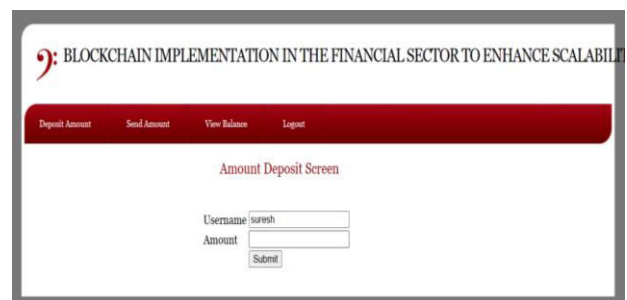 BLOCKCHAIN IMPLEMENTATION IN THE FINANCIAL SECTOR TO ENHANCE SCALABILIT
Deposit Amount Send Amount View Balance Logout
Amount Deposit Screen
Username suresh
Amount
Submit